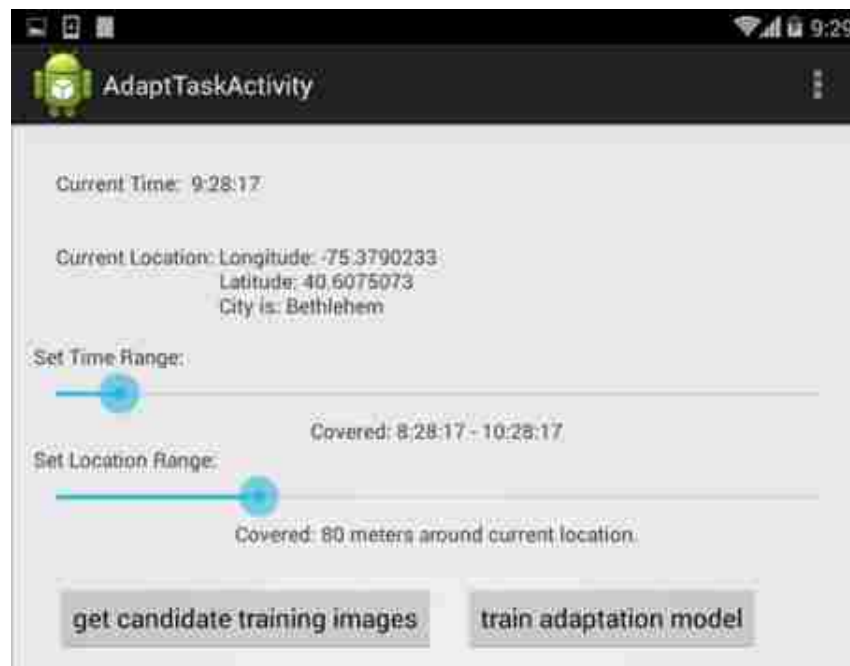 9:29
AdaptTaskActivity
Current Time: 9:28:17
Current Location: Longitude: -75.3790233
Latitude: 40.6075073
City is: Bethlehem
Set Time Range:
Covered: 8:28:17 - 10:28:17
Set Location Range:
Covered: 80 meters around current location.
get candidate training images train adaptation model